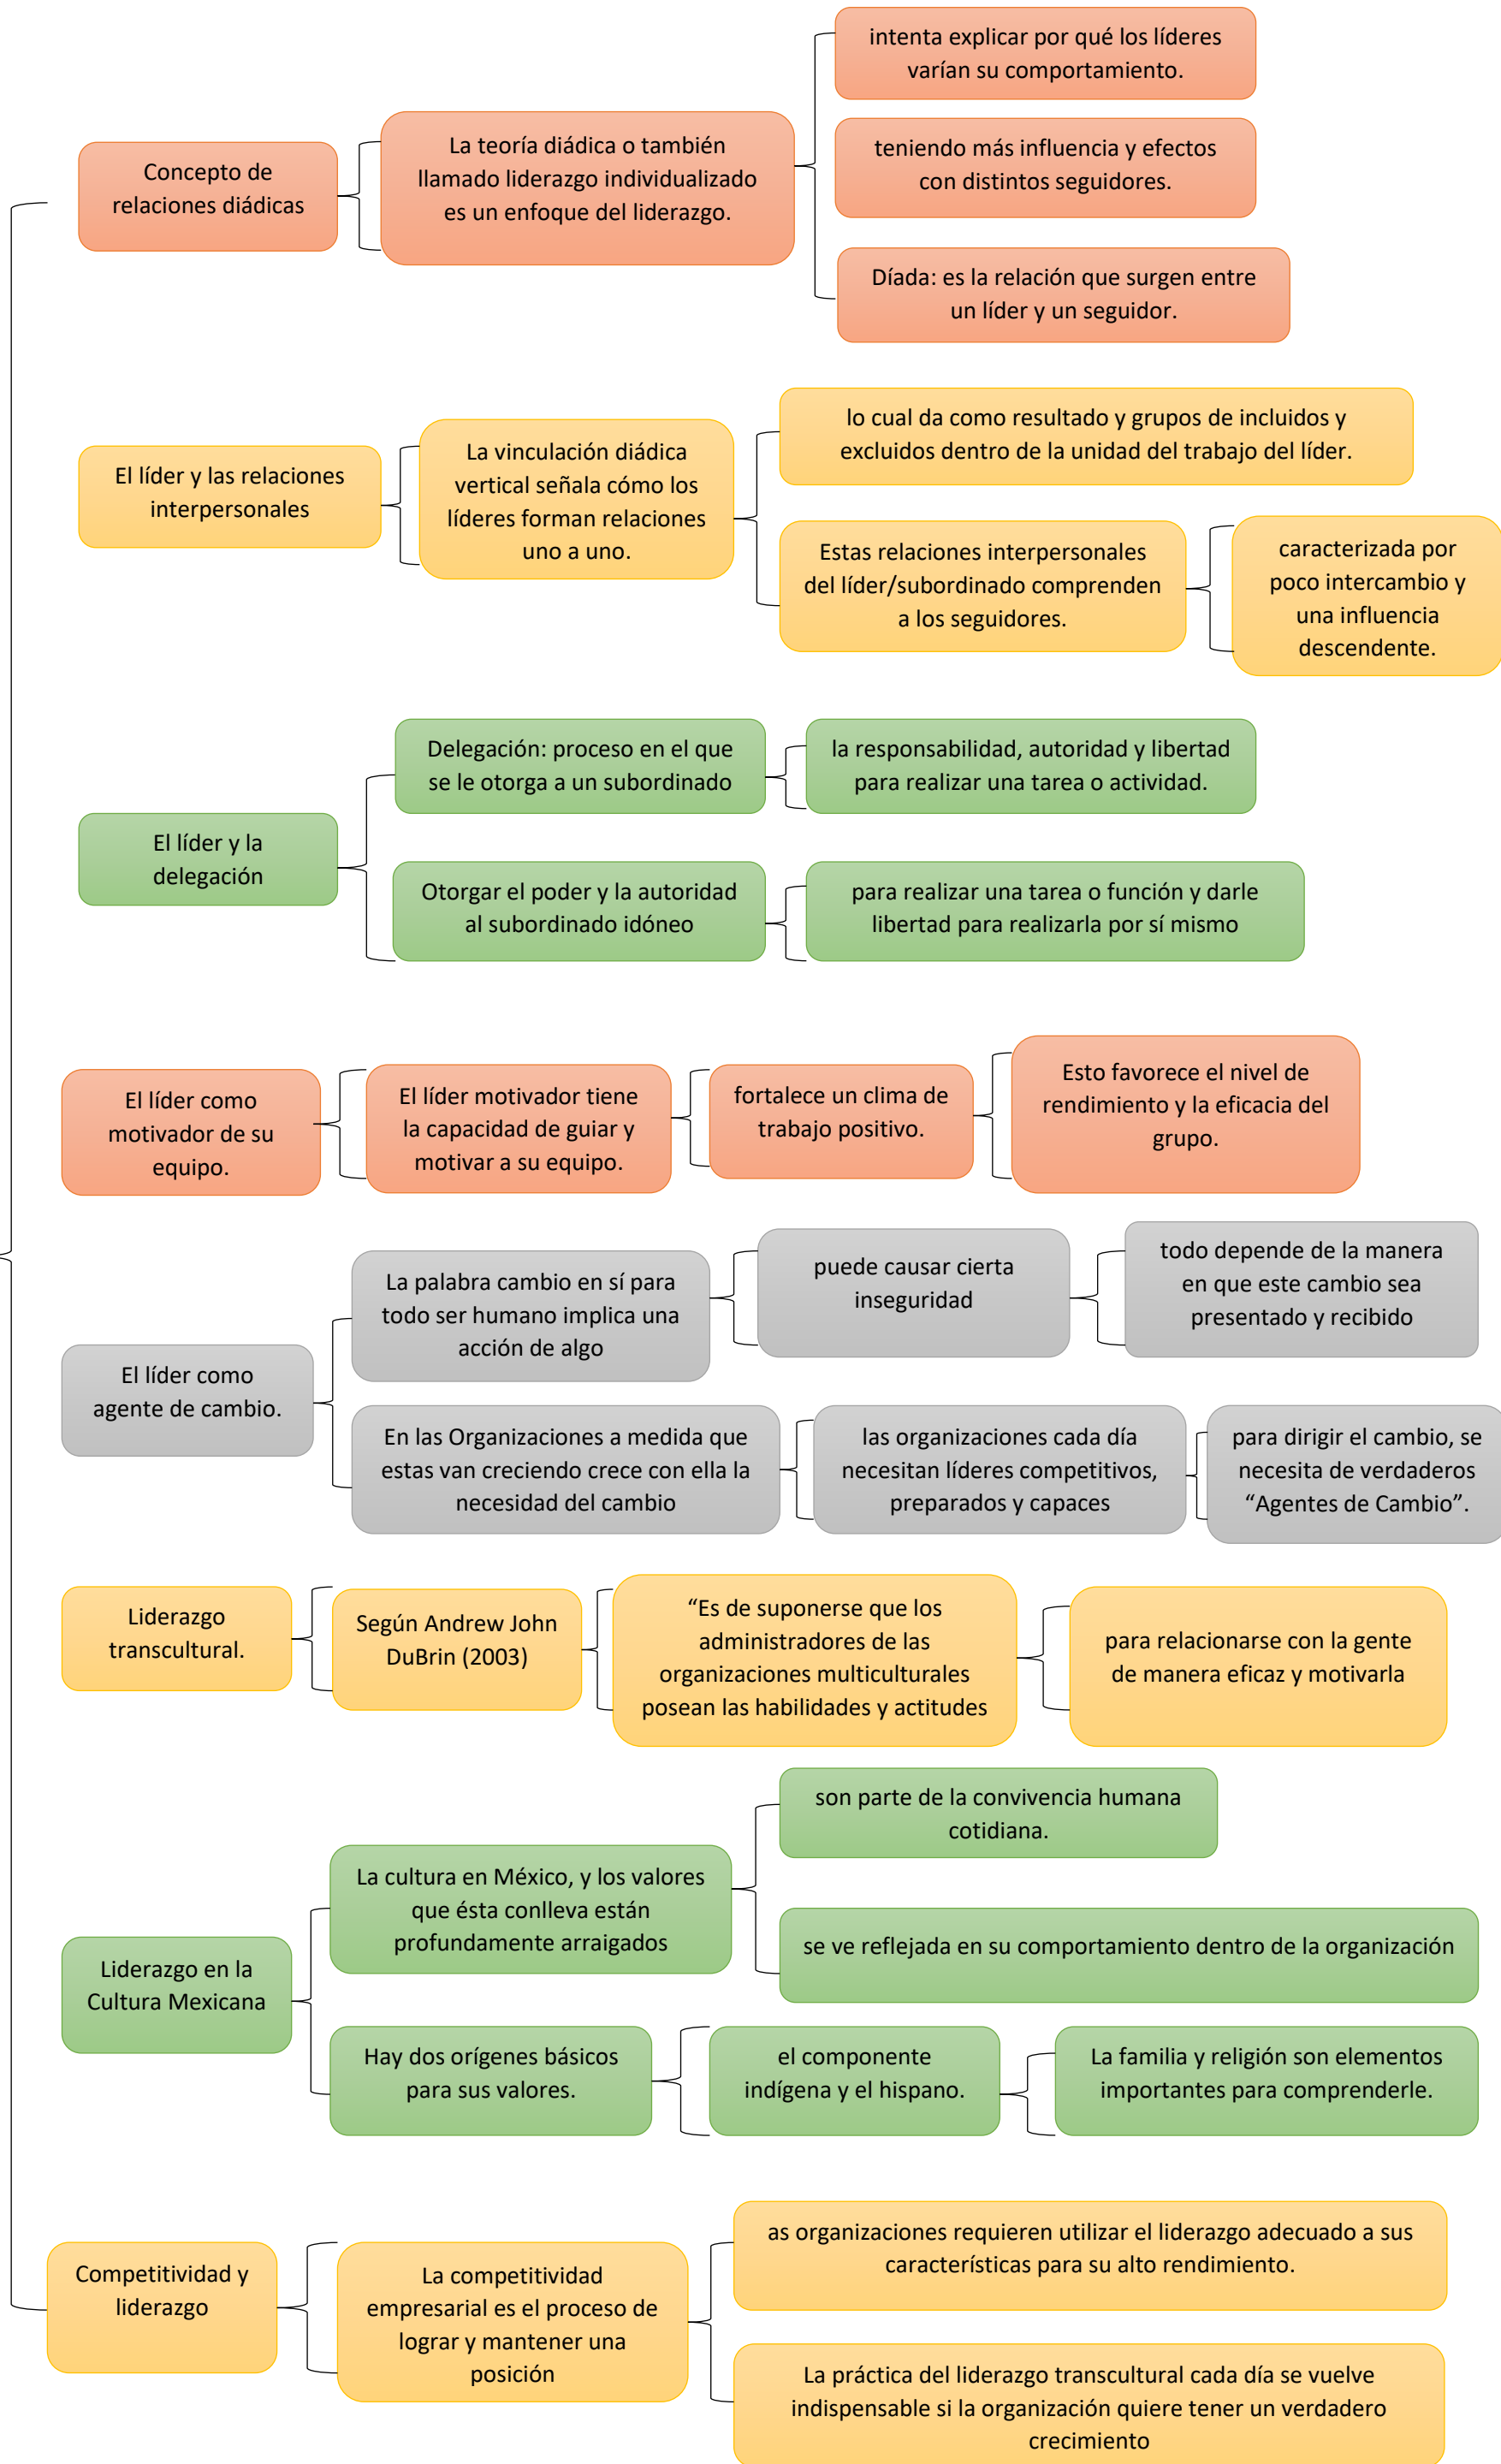 Concepto de
relaciones diádicas
La teoría diádica o también
llamado liderazgo individualizado
es un enfoque del liderazgo.
intenta explicar por qué los líderes
varían su comportamiento.
teniendo más influencia y efectos
con distintos seguidores.
Díada: es la relación que surgen entre
un líder y un seguidor.
El líder y las relaciones
interpersonales
La vinculación diádica
vertical señala cómo los
líderes forman relaciones
uno a uno.
lo cual da como resultado y grupos de incluidos y
excluidos dentro de la unidad del trabajo del líder.
Estas relaciones interpersonales
del líder/subordinado comprenden
a los seguidores.
caracterizada por
poco intercambio y
una influencia
descendente.
El líder y la
delegación
Delegación: proceso en el que
se le otorga a un subordinado
la responsabilidad, autoridad y libertad
para realizar una tarea o actividad.
Otorgar el poder y la autoridad
al subordinado idóneo
para realizar una tarea o función y darle
libertad para realizarla por sí mismo
El líder como
motivador de su
equipo.
El líder motivador tiene
la capacidad de guiar y
motivar a su equipo.
fortalece un clima de
trabajo positivo.
Esto favorece el nivel de
rendimiento y la eficacia del
grupo.
El líder como
agente de cambio.
La palabra cambio en sí para
todo ser humano implica una
acción de algo
puede causar cierta
inseguridad
todo depende de la manera
en que este cambio sea
presentado y recibido
En las Organizaciones a medida que
estas van creciendo crece con ella la
necesidad del cambio
las organizaciones cada día
necesitan líderes competitivos,
preparados y capaces
para dirigir el cambio, se
necesita de verdaderos
“Agentes de Cambio”.
Liderazgo
transcultural.
Según Andrew John
DuBrin (2003)
“Es de suponerse que los
administradores de las
organizaciones multiculturales
posean las habilidades y actitudes
para relacionarse con la gente
de manera eficaz y motivarla
Liderazgo en la
Cultura Mexicana
La cultura en México, y los valores
que ésta conlleva están
profundamente arraigados
son parte de la convivencia humana
cotidiana.
se ve reflejada en su comportamiento dentro de la organización
Hay dos orígenes básicos
para sus valores.
el componente
indígena y el hispano.
La familia y religión son elementos
importantes para comprenderle.
Competitividad y
liderazgo
La competitividad
empresarial es el proceso de
lograr y mantener una
posición
as organizaciones requieren utilizar el liderazgo adecuado a sus
características para su alto rendimiento.
La práctica del liderazgo transcultural cada día se vuelve
indispensable si la organización quiere tener un verdadero
crecimiento